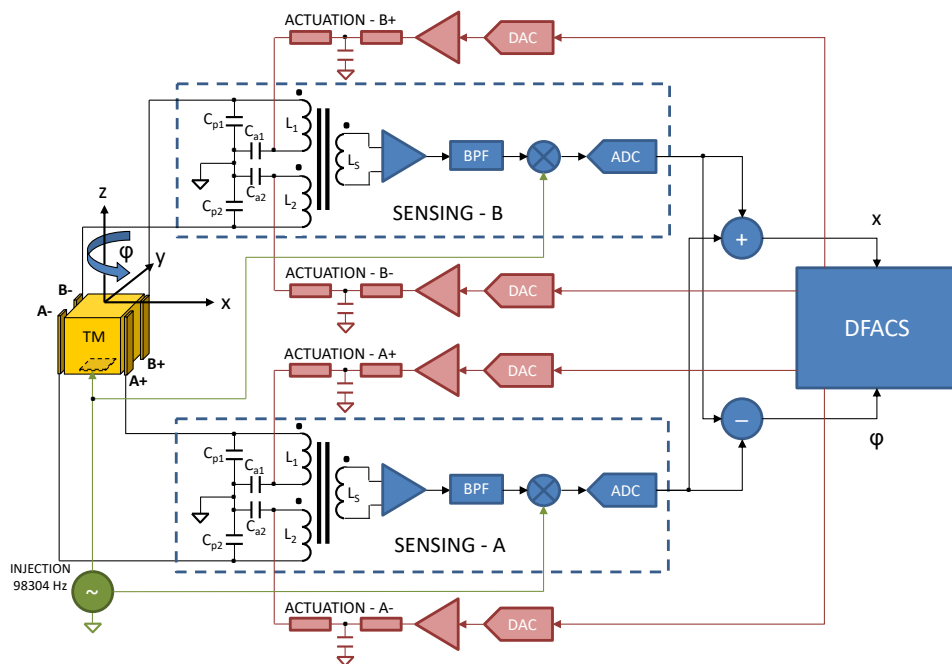 ACTUATION - B+
DAC
C_p1
C_a1
L_1
L_S
BPF
ADC
C_a2
L_2
C_p2
SENSING - B
z
φ
y
x
B-
A-
TM
B+
A+
ACTUATION - B-
DAC
+
x
DFACS
ACTUATION - A+
DAC
−
φ
C_p1
C_a1
L_1
L_S
BPF
ADC
C_a2
L_2
C_p2
SENSING - A
INJECTION
98304 Hz
~
ACTUATION - A-
DAC